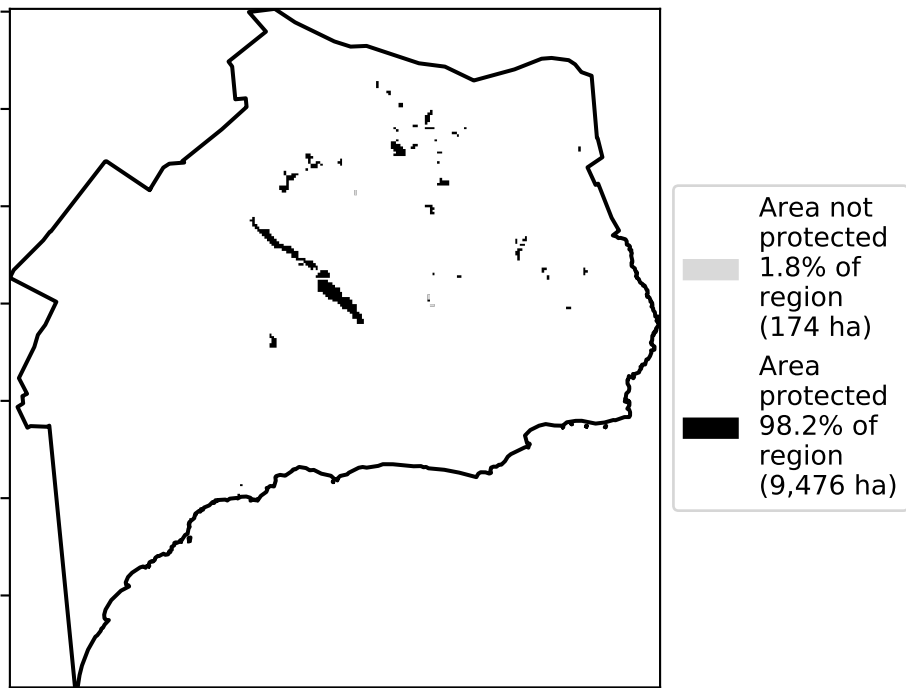 Area not
protected
1.8% of
region
(174 ha)
Area
protected
98.2% of
region
(9,476 ha)